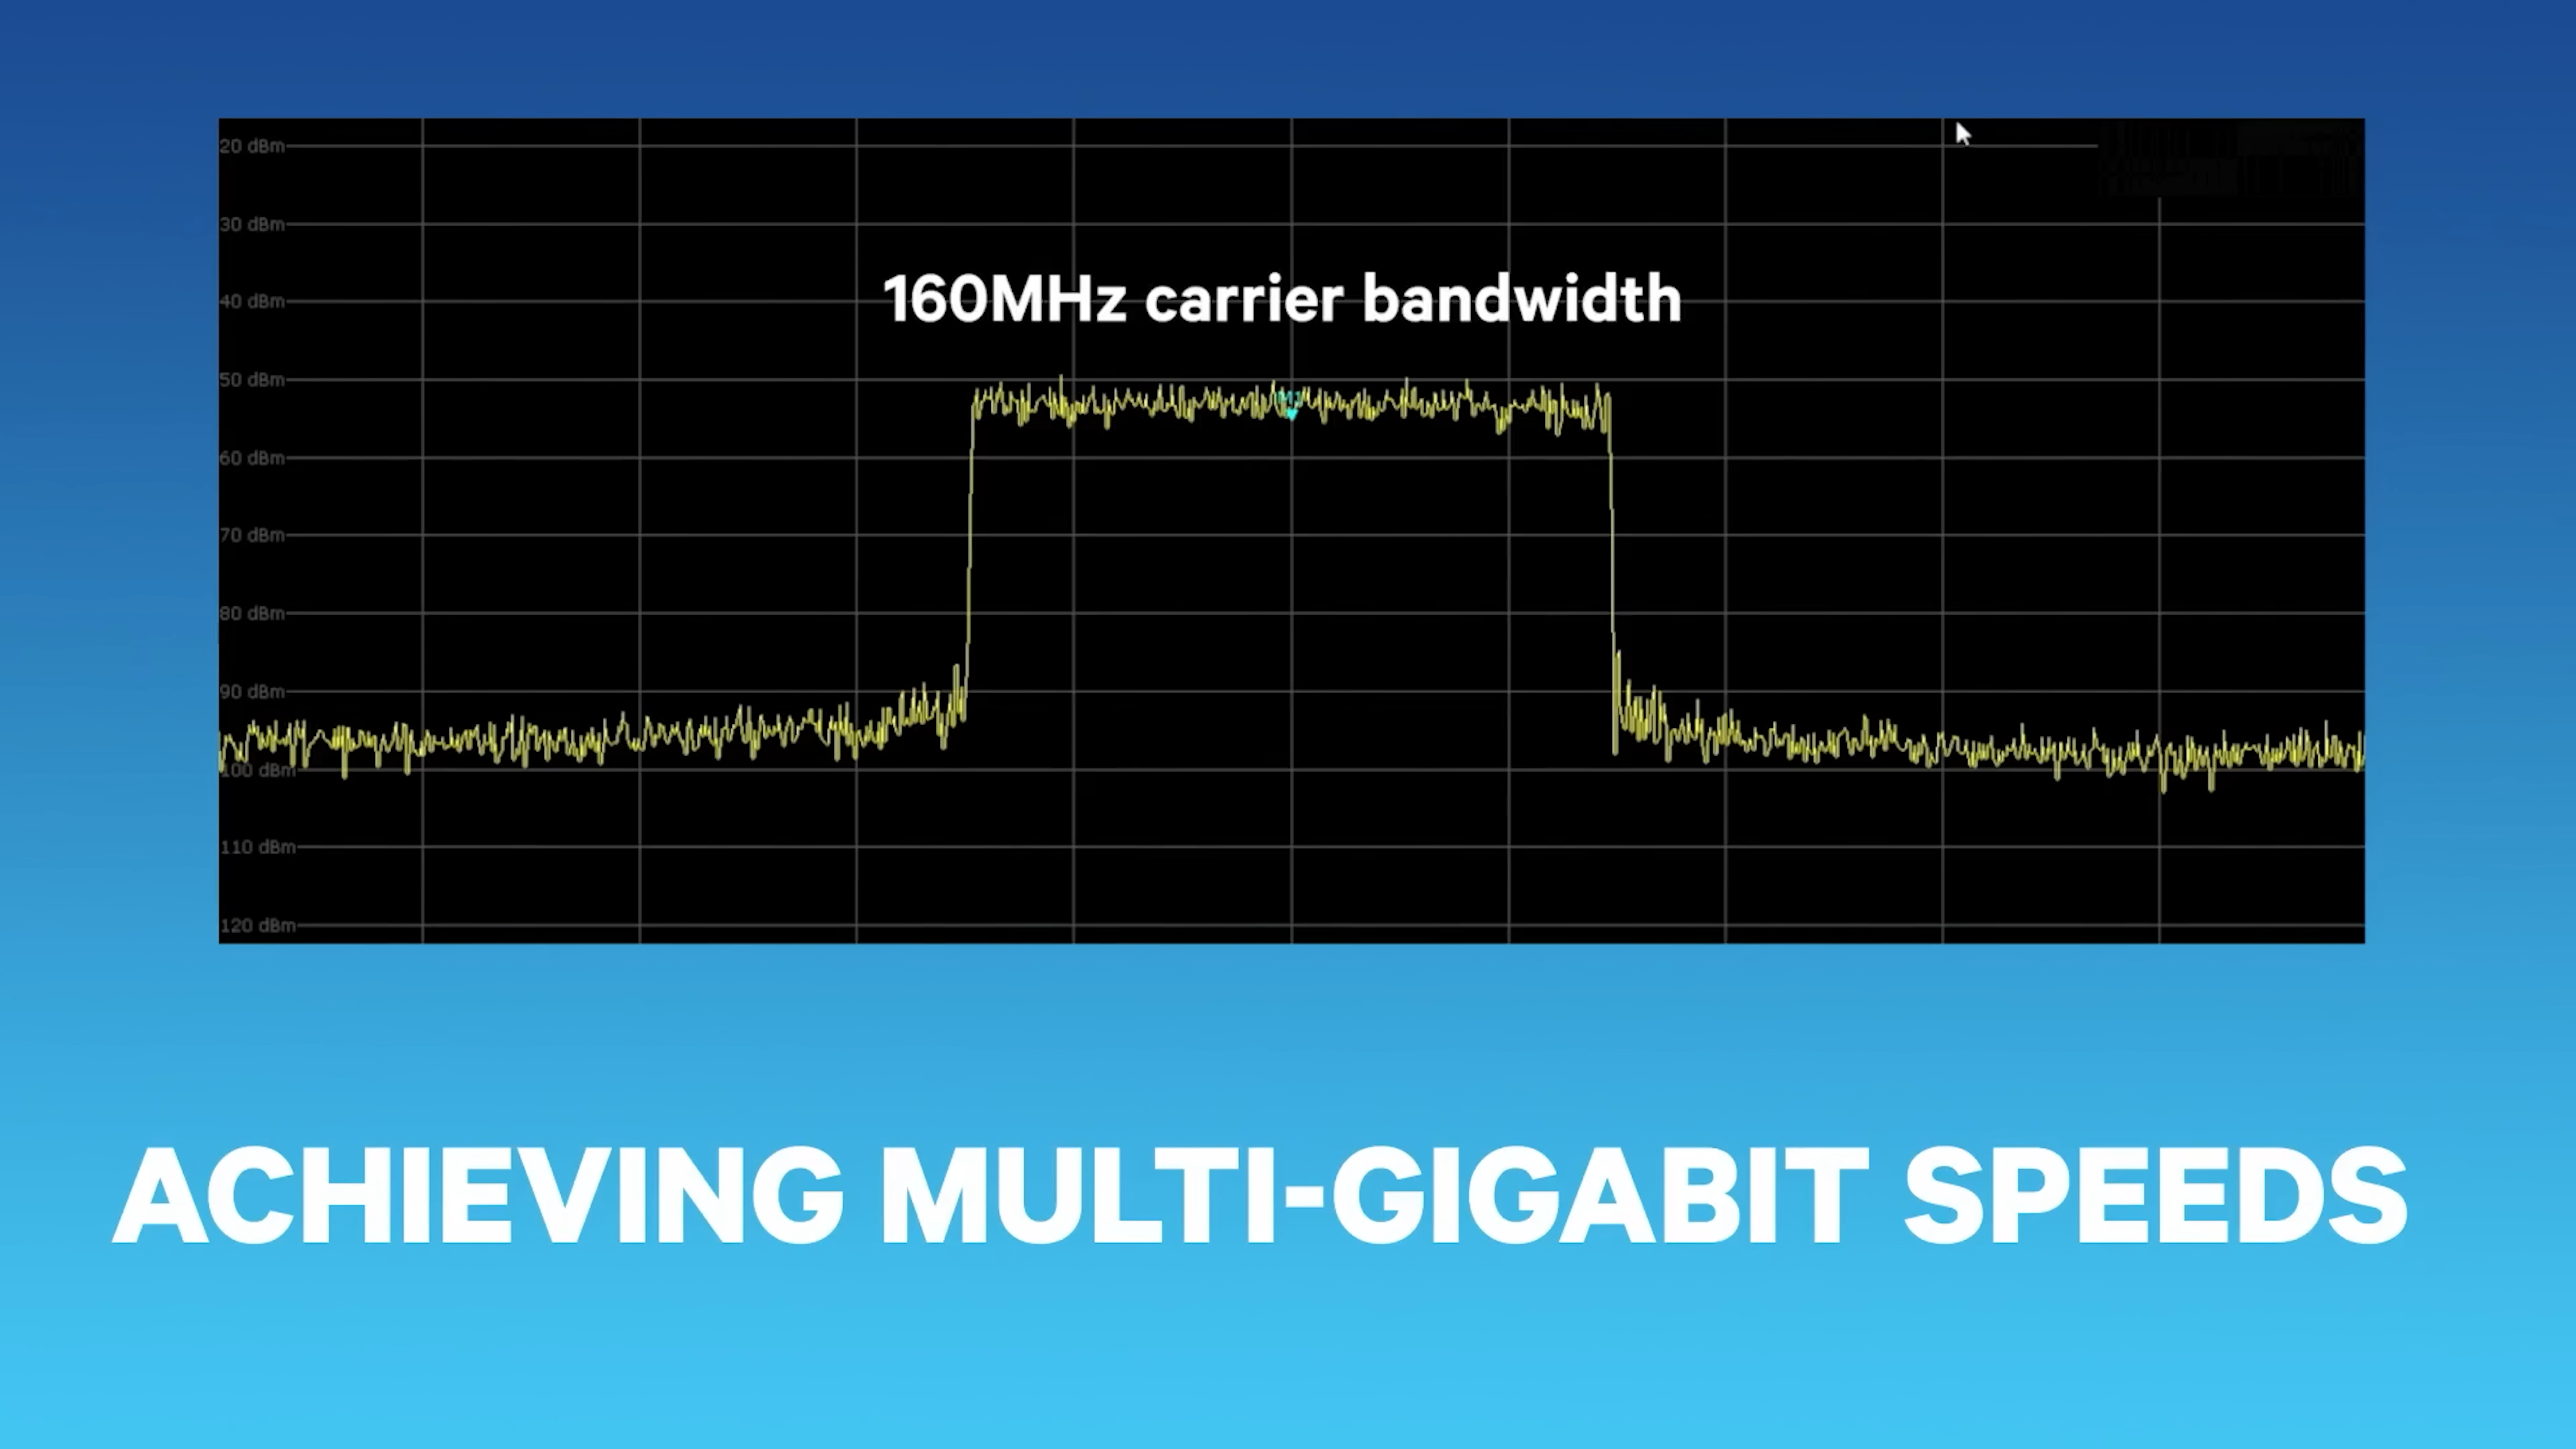 20 dBm
30 dBm
160MHz carrier bandwidth
40 dBm
50 dBm
M1
60 dBm
70 dBm
80 dBm
90 dBm
100 dBm
110 dBm
120 dBm
ACHIEVING MULTI-GIGABIT SPEEDS